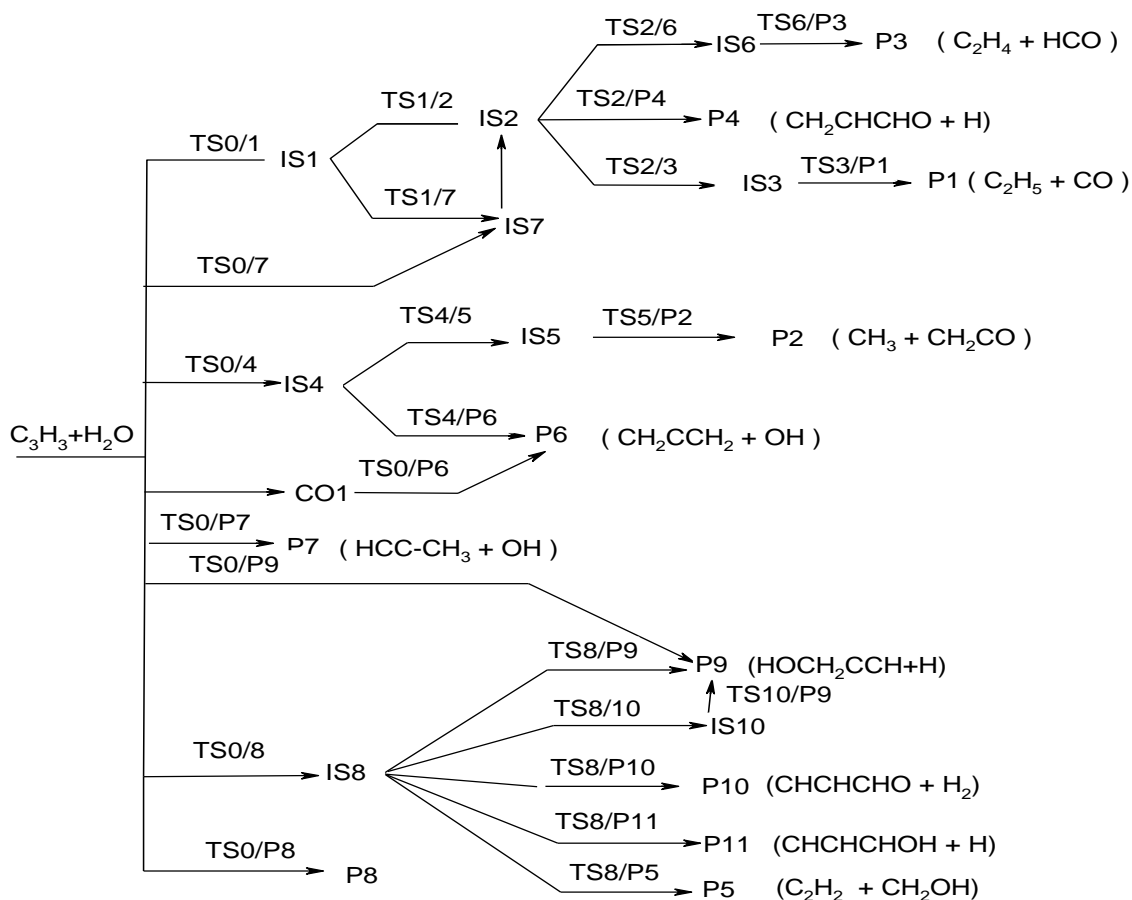 TS2/6 IS6 TS6/P3 P3 ( C2H4 + HCO )
TS1/2 IS2 TS2/P4 P4 ( CH2CHCHO + H)
TS0/1 IS1 TS2/3 IS3 TS3/P1 P1 ( C2H5 + CO)
TS1/7 IS7
TS0/7
TS4/5 IS5 TS5/P2 P2 ( CH3 + CH2CO)
TS0/4 IS4
TS4/P6 P6 ( CH2CCH2 + OH)
C3H3+H2O
TS0/P6
CO1
TS0/P7 P7 ( HCC-CH3 + OH )
TS0/P9
TS8/P9 P9 (HOCH2CCH+H)
TS10/P9
TS8/10 IS10
TS0/8 IS8
TS8/P10 P10 (CHCHCHO + H2)
TS8/P11 P11 (CHCHCHOH + H)
TS0/P8 P8
TS8/P5 P5 (C2H2 + CH2OH)